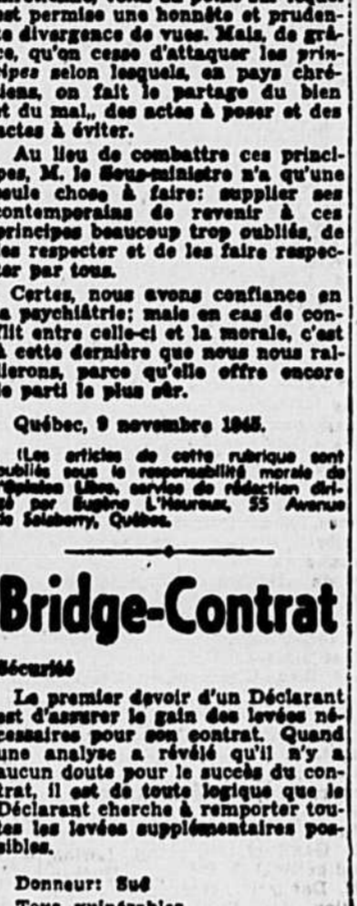 est permise une honnête et pruden-
te divergence de vues. Mais, de grâ-
ce, qu'on cesse d'attaquer les prin-
cipes selon lesquels, en pays chré-
tiens, on fait le partage du bien
et du mal,, des actes à poser et des
actes à éviter.
Au lieu de combattre ces princi-
pes, M. le Sous-ministre n'a qu'une
seule chose à faire: supplier ses
contemporains de revenir à ces
principes beaucoup trop oubliés, de
les respecter et de les faire respec-
ter par tous.
Certes, nous avons confiance en
la psychiâtrie; mais en cas de con-
flit entre celle-ci et la morale, c'est
à cette dernière que nous nous ral-
lierons, parce qu'elle offre encore
le parti le plus sûr.
Québec, 9 novembre 1945.
(Les articles de cette rubrique sont
publiés sous la responsabilité morale de
l'Opinion Libre, service de rédaction diri-
gé par Eugène L'Heureux, 55 Avenue
de Salaberry, Québec.
Bridge-Contrat
Sécurité
Le premier devoir d'un Déclarant
est d'assurer le gain des levées né-
cessaires pour son contrat. Quand
une analyse a révélé qu'il n'y a
aucun doute pour le succès du con-
trat, il est de toute logique que le
Déclarant cherche à remporter tou-
tes les levées supplémentaires pos-
sibles.
Donneur: Sud
Tous vulnérables